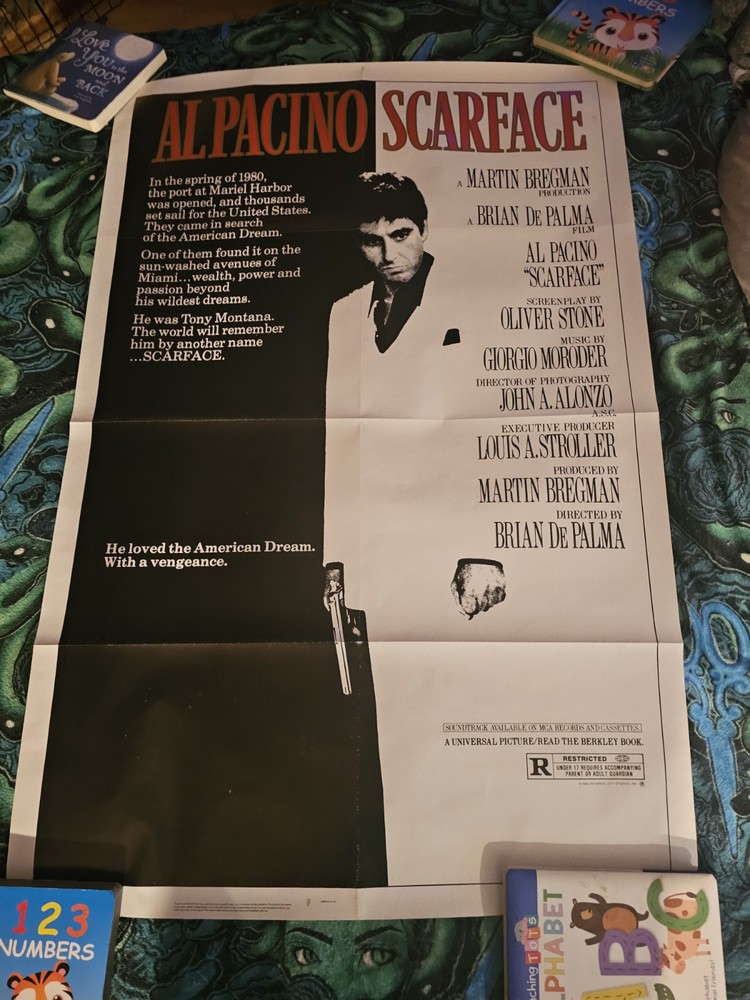 I Love
YOU to the
MOON
and
BACK
NUMBERS
AL PACINO SCARFACE
In the spring of 1980,
the port at Mariel Harbor
was opened, and thousands
set sail for the United States.
They came in search
of the American Dream.
One of them found it on the
sun-washed avenues of
Miami...wealth, power and
passion beyond
his wildest dreams.
He was Tony Montana.
The world will remember
him by another name
...SCARFACE.
He loved the American Dream.
With a vengeance.
A MARTIN BREGMAN
PRODUCTION
A BRIAN DE PALMA
FILM
AL PACINO
"SCARFACE"
SCREENPLAY BY
OLIVER STONE
MUSIC BY
GIORGIO MORODER
DIRECTOR OF PHOTOGRAPHY
JOHN A. ALONZO
A.S.C.
EXECUTIVE PRODUCER
LOUIS A. STROLLER
PRODUCED BY
MARTIN BREGMAN
DIRECTED BY
BRIAN DE PALMA
SOUNDTRACK AVAILABLE ON MCA RECORDS AND CASSETTES.
A UNIVERSAL PICTURE/READ THE BERKLEY BOOK.
R RESTRICTED
UNDER 17 REQUIRES ACCOMPANYING
PARENT OR ADULT GUARDIAN
1 2 3
NUMBERS
TOTS
ALPHABET
B C